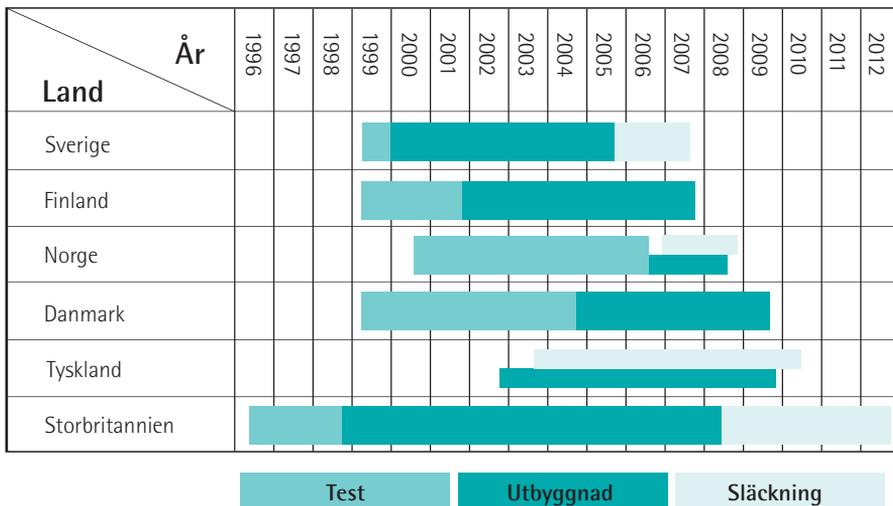 År
Land
1996 1997 1998 1999 2000 2001 2002 2003 2004 2005 2006 2007 2008 2009 2010 2011 2012
Sverige
Finland
Norge
Danmark
Tyskland
Storbritannien
Test Utbyggnad Släckning